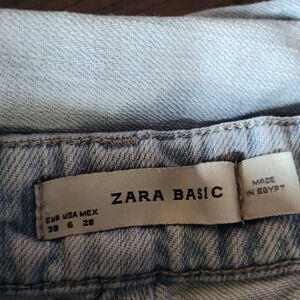 ZARA BASIC
EUR USA MEX
38 6 28
MADE
IN EGYPT